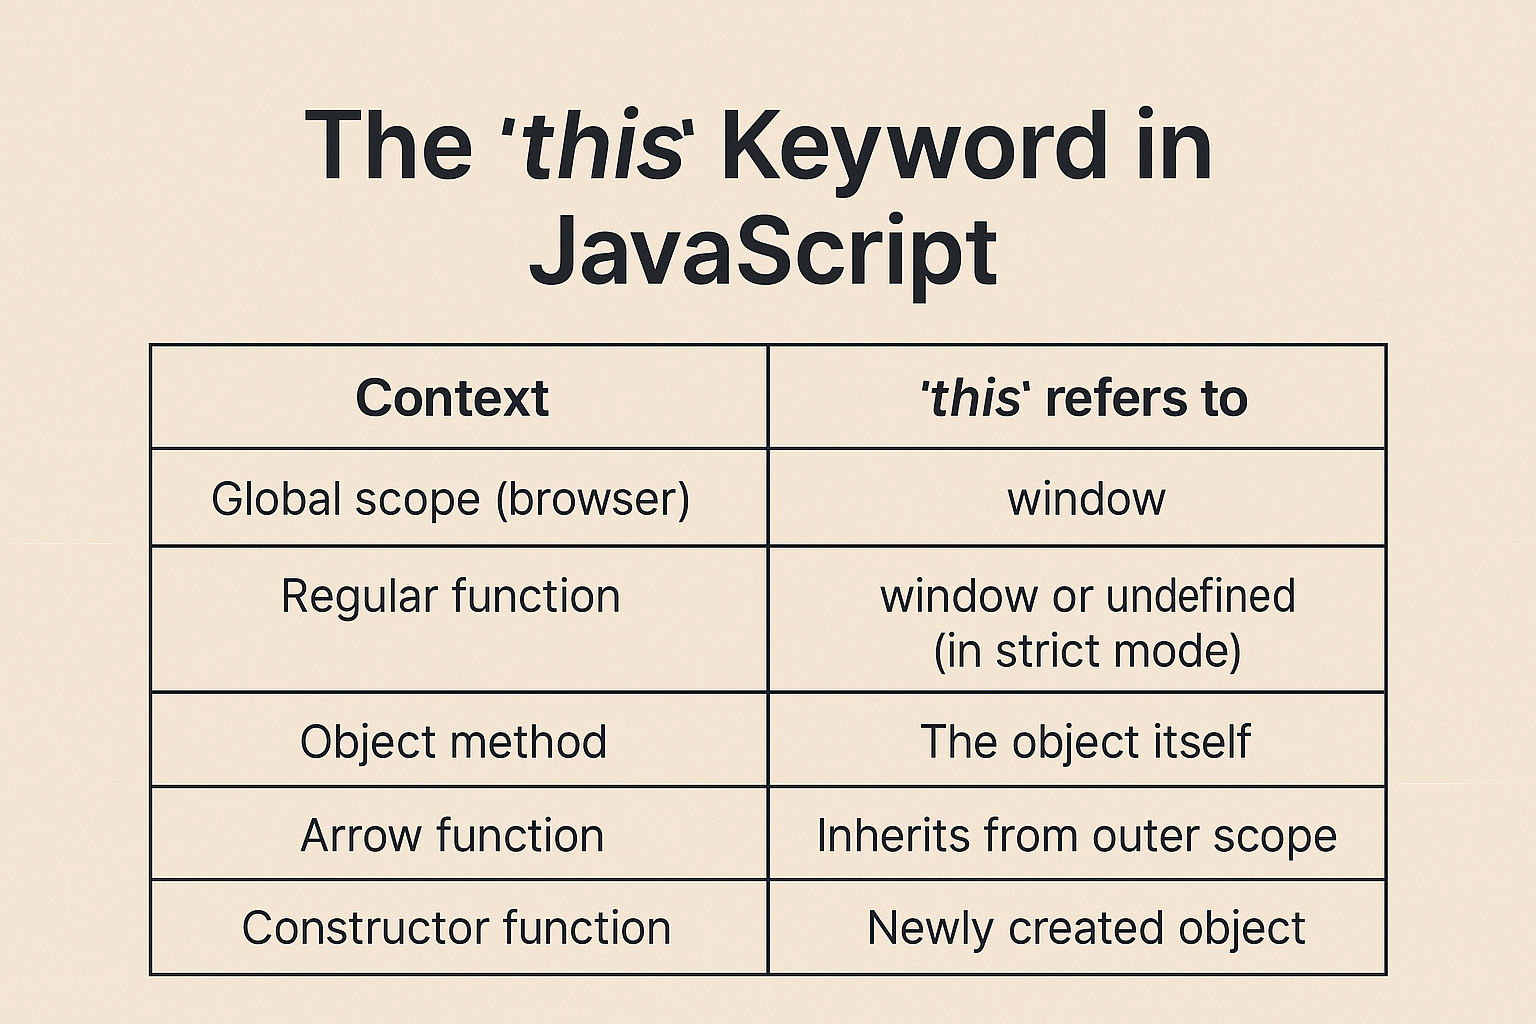 The 'this' Keyword in
JavaScript
Context
'this' refers to
Global scope (browser)
window
Regular function
window or undefined
(in strict mode)
Object method
The object itself
Arrow function
Inherits from outer scope
Constructor function
Newly created object